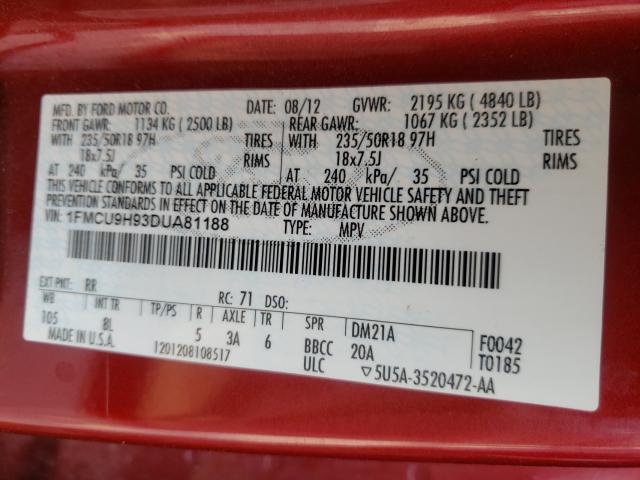 MFD. BY FORD MOTOR CO. DATE: 08/12 GVWR: 2195 KG ( 4840 LB)
FRONT GAWR: 1134 KG ( 2500 LB) REAR GAWR: 1067 KG ( 2352 LB)
WITH 235/50R18 97H TIRES WITH 235/50R18 97H TIRES
18x7.5J RIMS 18x7.5J RIMS
AT 240 kPa/ 35 PSI COLD AT 240 kPa/ 35 PSI COLD
THIS VEHICLE CONFORMS TO ALL APPLICABLE FEDERAL MOTOR VEHICLE SAFETY AND THEFT
PREVENTION STANDARDS IN EFFECT ON THE DATE OF MANUFACTURE SHOWN ABOVE.
VIN: 1FMCU9H93DUA81188 TYPE: MPV
EXT PNT: RR RC: 71 DSO:
WB INT TR TP/PS R AXLE TR SPR DM21A F0042
105 8L 5 3A 6 BBCC 20A T0185
MADE IN U.S.A. 1201208108517 ULC ▽5U5A-3520472-AA